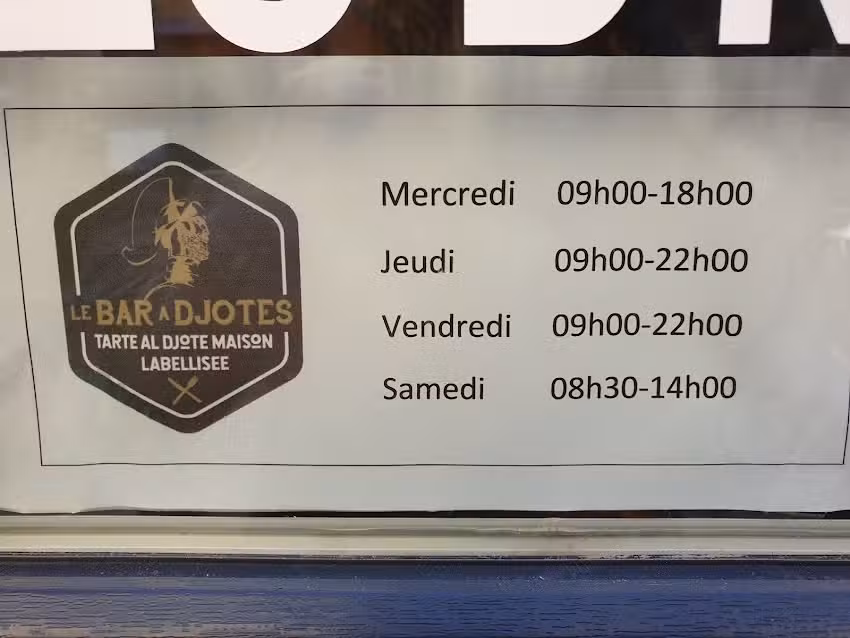 LE BAR A DJOTES
TARTE AL DJOTE MAISON
LABELLISEE
Mercredi 09h00-18h00
Jeudi 09h00-22h00
Vendredi 09h00-22h00
Samedi 08h30-14h00